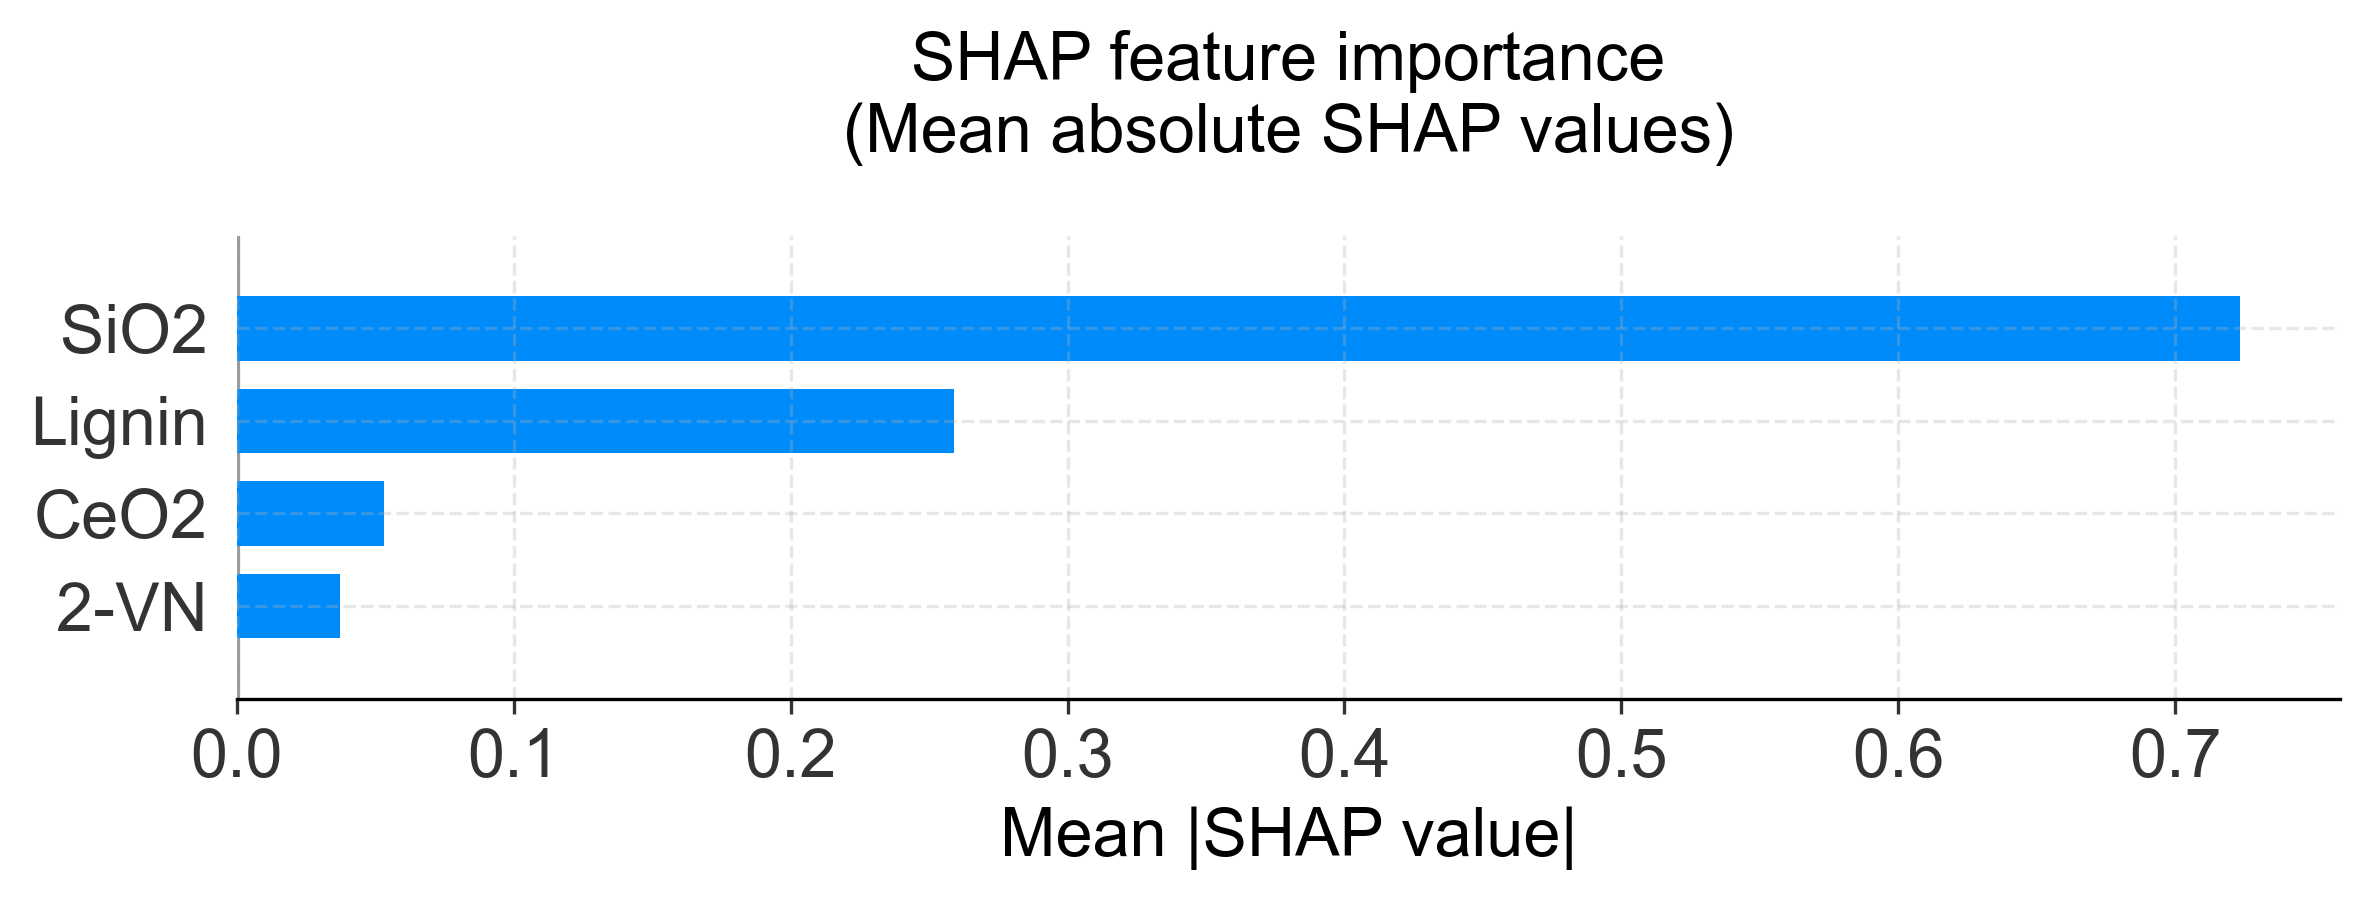 SHAP feature importance
(Mean absolute SHAP values)
SiO2
Lignin
CeO2
2-VN
0.0 0.1 0.2 0.3 0.4 0.5 0.6 0.7
Mean |SHAP value|